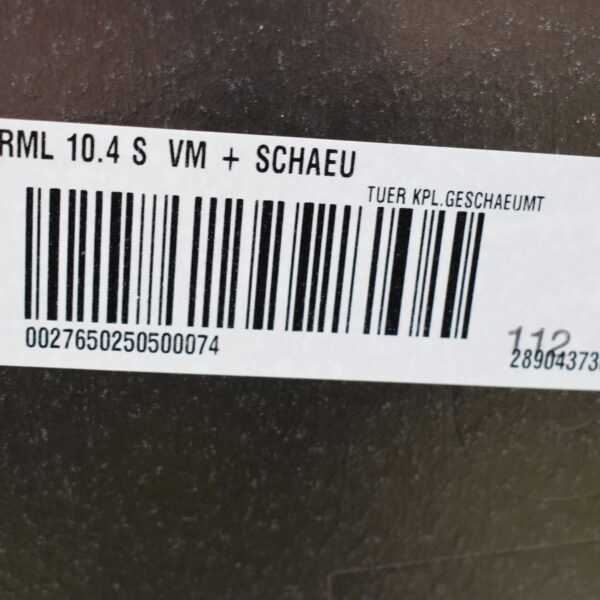 RML 10.4 S VM + SCHAEU
TUER KPL.GESCHAEUMT
0027650250500074
112
28904373